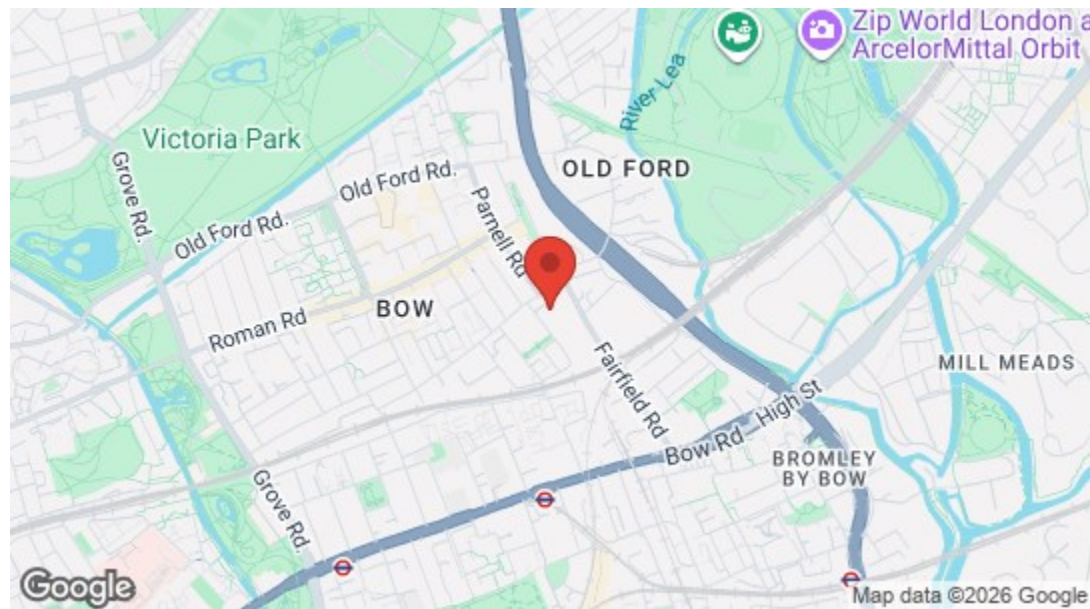 Zip World London a
ArcelorMittal Orbit
River Lea
Victoria Park
OLD FORD
Grove Rd.
Old Ford Rd.
Parnell Rd
Old Ford Rd.
BOW
Roman Rd
Fairfield Rd
MILL MEADS
High St
Bow Rd
BROMLEY
BY BOW
Grove Rd.
Google
Map data ©2026 Google